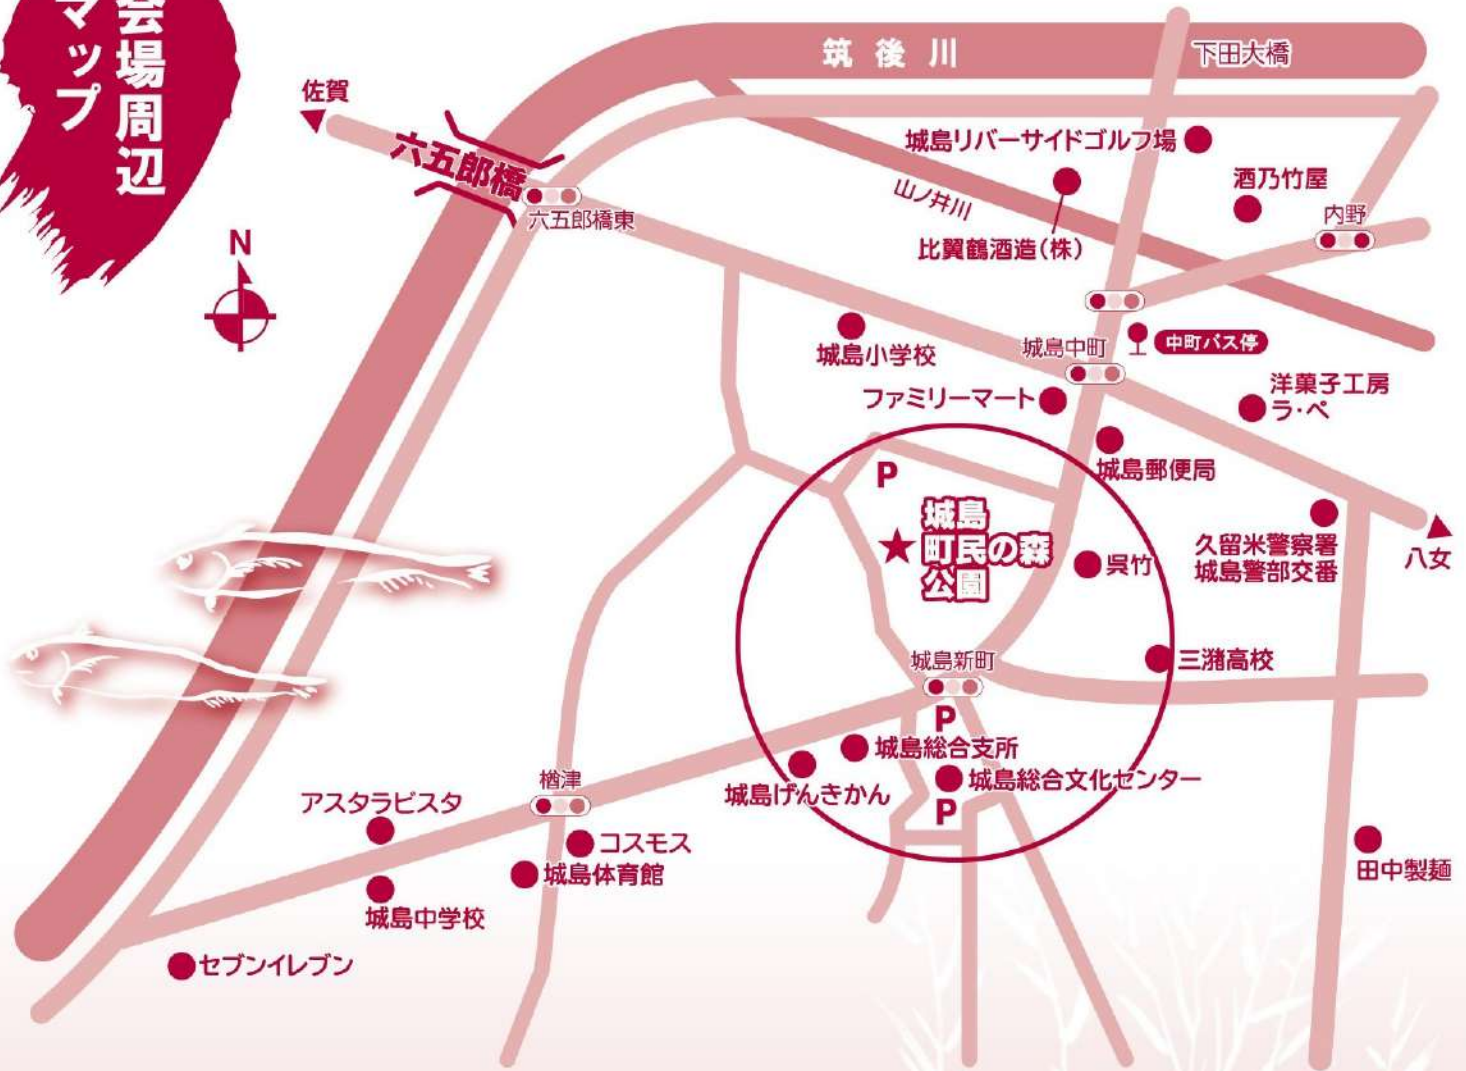 会場周辺
マップ
筑後川
下田大橋
佐賀
六五郎橋
六五郎橋東
城島リバーサイドゴルフ場
山ノ井川
比翼鶴酒造(株)
酒乃竹屋
内野
N
城島小学校
城島中町
中町バス停
ファミリーマート
洋菓子工房
ラ・ペ
城島郵便局
P
城島
町民の森
公園
呉竹
久留米警察署
城島警部交番
八女
城島新町
三潴高校
P
城島総合支所
城島げんきかん
城島総合文化センター
P
楢津
アスタラビスタ
コスモス
城島体育館
城島中学校
セブンイレブン
田中製麺